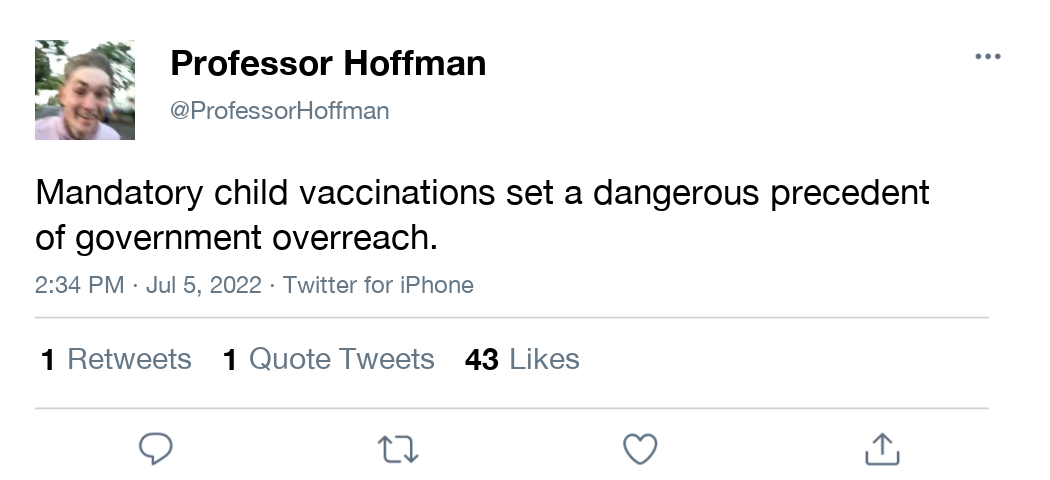 Professor Hoffman
@ProfessorHoffman
Mandatory child vaccinations set a dangerous precedent
of government overreach.
2:34 PM · Jul 5, 2022 · Twitter for iPhone
1 Retweets 1 Quote Tweets 43 Likes